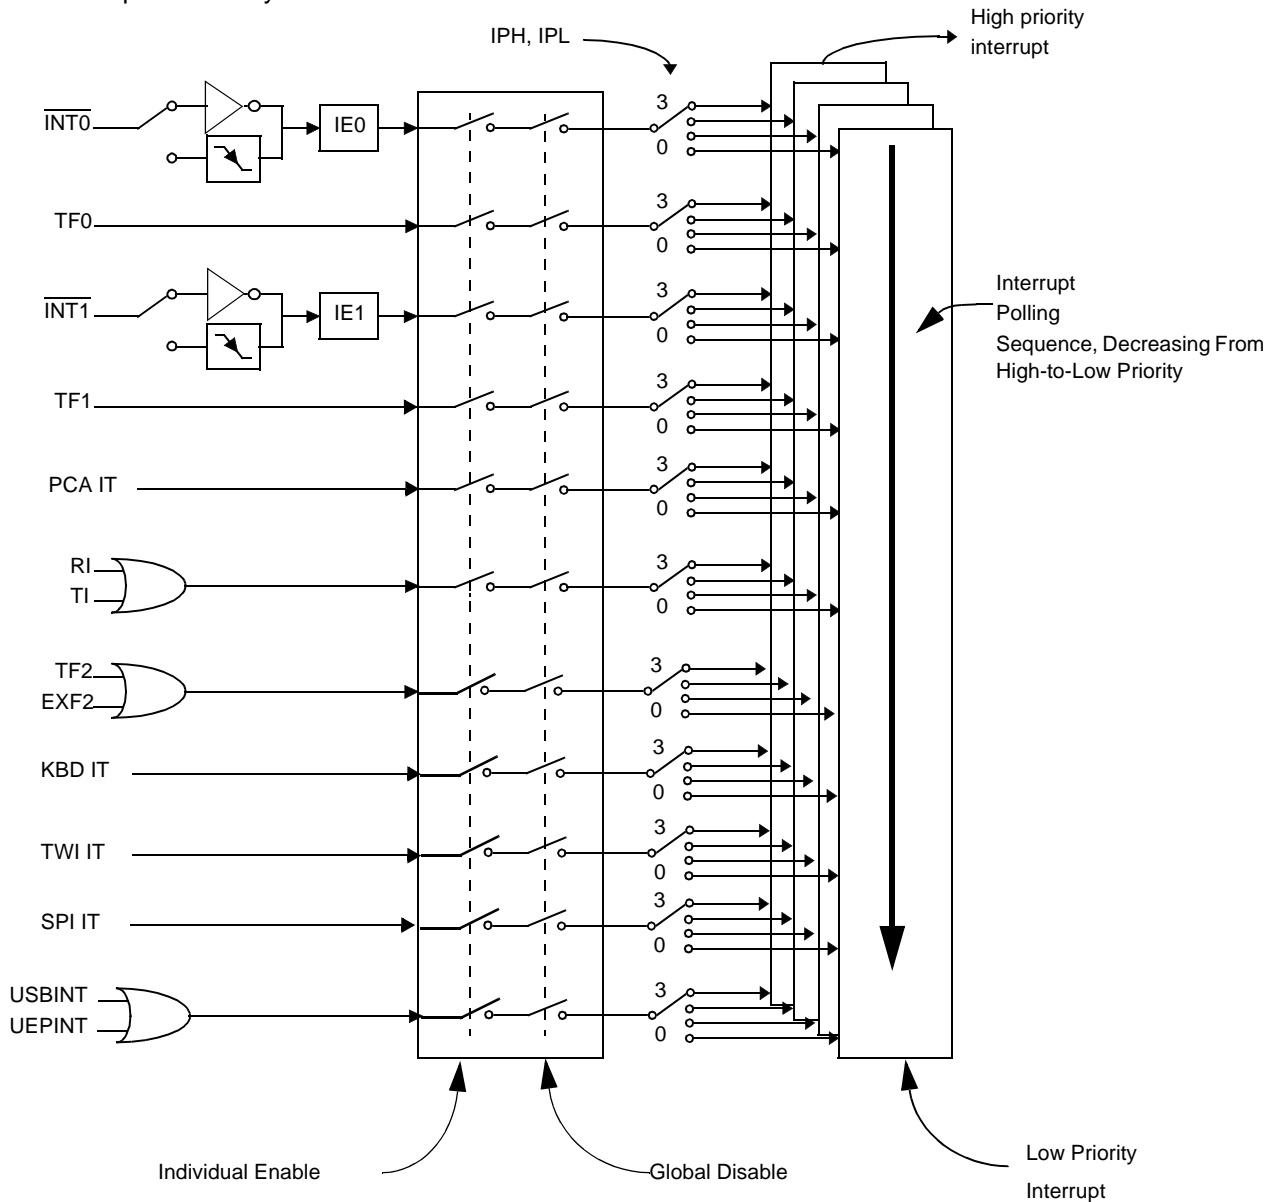 High priority
interrupt
IPH, IPL
INT0
IE0
3
0
TF0
3
0
INT1
IE1
3
0
Interrupt
Polling
Sequence, Decreasing From
High-to-Low Priority
TF1
3
0
PCA IT
3
0
RI
TI
3
0
TF2
EXF2
3
0
KBD IT
3
0
TWI IT
3
0
SPI IT
3
0
USBINT
UEPINT
3
0
Individual Enable
Global Disable
Low Priority
Interrupt